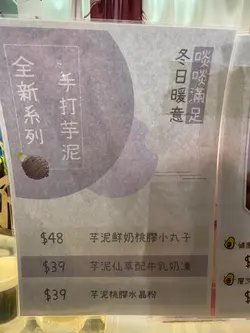 啖啖滿足
冬日暖意
手打芋泥
全新系列
$48 芋泥鮮奶桃膠小丸子
$39 芋泥仙草配牛乳奶凍
$39 芋泥桃膠水晶粉